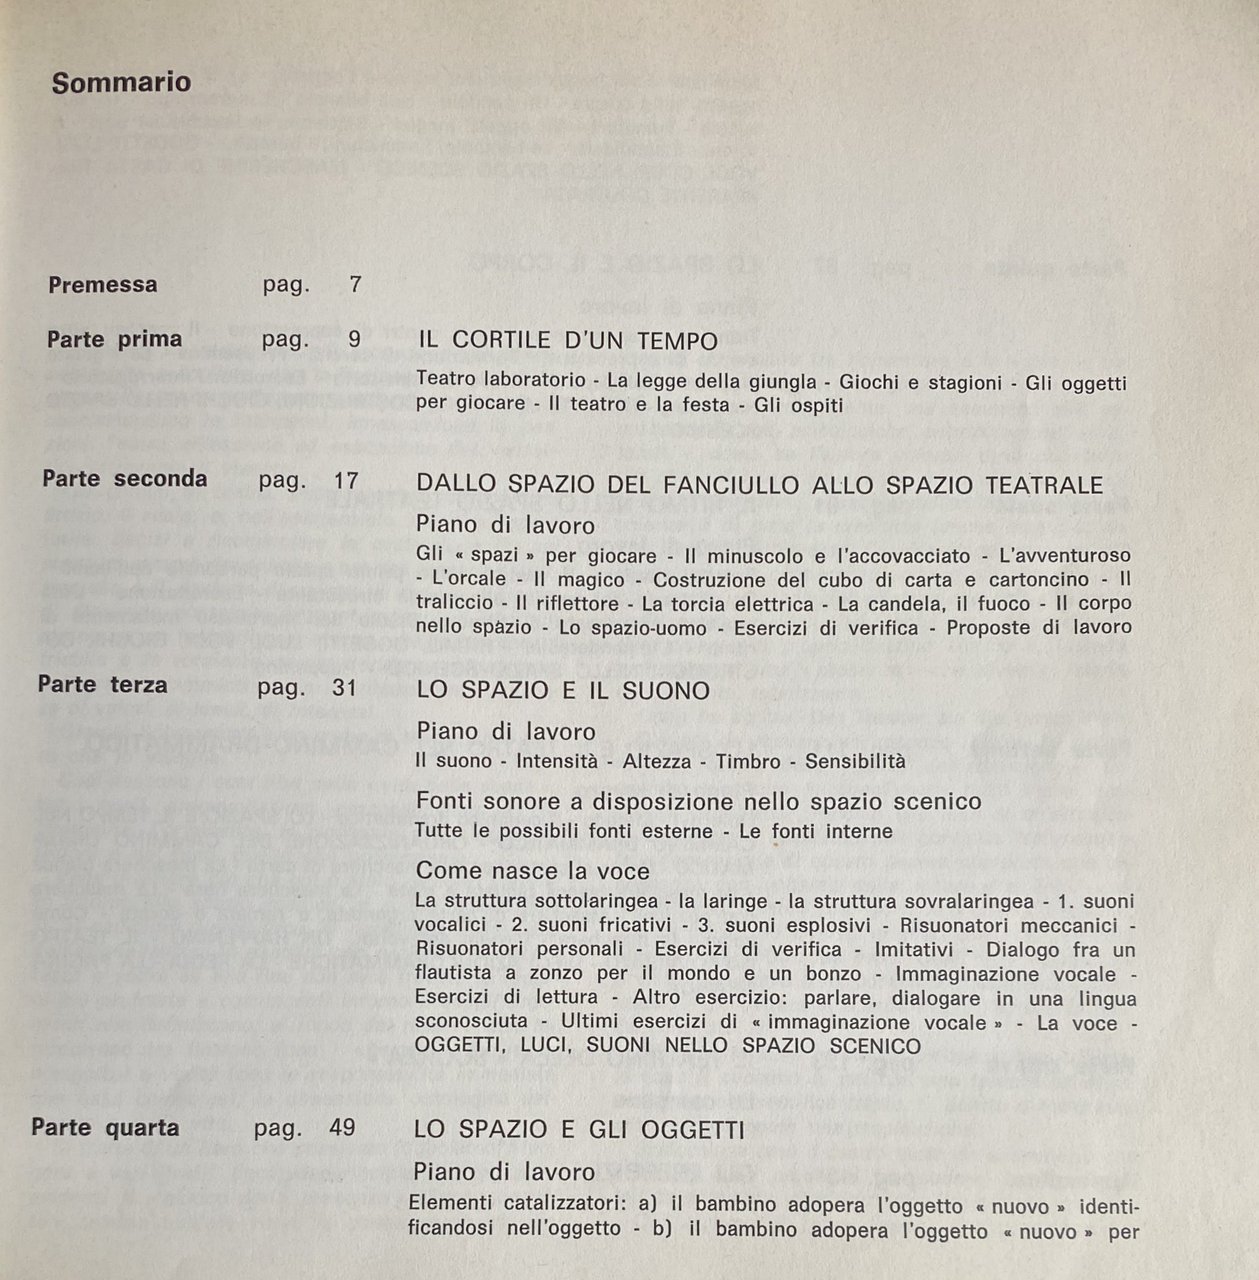 Sommario
Premessa pag. 7
Parte prima pag. 9 IL CORTILE D'UN TEMPO
Teatro laboratorio - La legge della giungla - Giochi e stagioni - Gli oggetti
per giocare - Il teatro e la festa - Gli ospiti
Parte seconda pag. 17 DALLO SPAZIO DEL FANCIULLO ALLO SPAZIO TEATRALE
Piano di lavoro
Gli « spazi » per giocare - Il minuscolo e l'accovacciato - L'avventuroso
- L'orcale - Il magico - Costruzione del cubo di carta e cartoncino - Il
traliccio - Il riflettore - La torcia elettrica - La candela, il fuoco - Il corpo
nello spàzio - Lo spazio-uomo - Esercizi di verifica - Proposte di lavoro
Parte terza pag. 31 LO SPAZIO E IL SUONO
Piano di lavoro
Il suono - Intensità - Altezza - Timbro - Sensibilità
Fonti sonore a disposizione nello spazio scenico
Tutte le possibili fonti esterne - Le fonti interne
Come nasce la voce
La struttura sottolaringea - la laringe - la struttura sovralaringea - 1. suoni
vocalici - 2. suoni fricativi - 3. suoni esplosivi - Risuonatori meccanici -
Risuonatori personali - Esercizi di verifica - Imitativi - Dialogo fra un
flautista a zonzo per il mondo e un bonzo - Immaginazione vocale -
Esercizi di lettura - Altro esercizio: parlare, dialogare in una lingua
sconosciuta - Ultimi esercizi di « immaginazione vocale » - La voce -
OGGETTI, LUCI, SUONI NELLO SPAZIO SCENICO
Parte quarta pag. 49 LO SPAZIO E GLI OGGETTI
Piano di lavoro
Elementi catalizzatori: a) il bambino adopera l'oggetto « nuovo » identi-
ficandosi nell'oggetto - b) il bambino adopera l'oggetto « nuovo » per